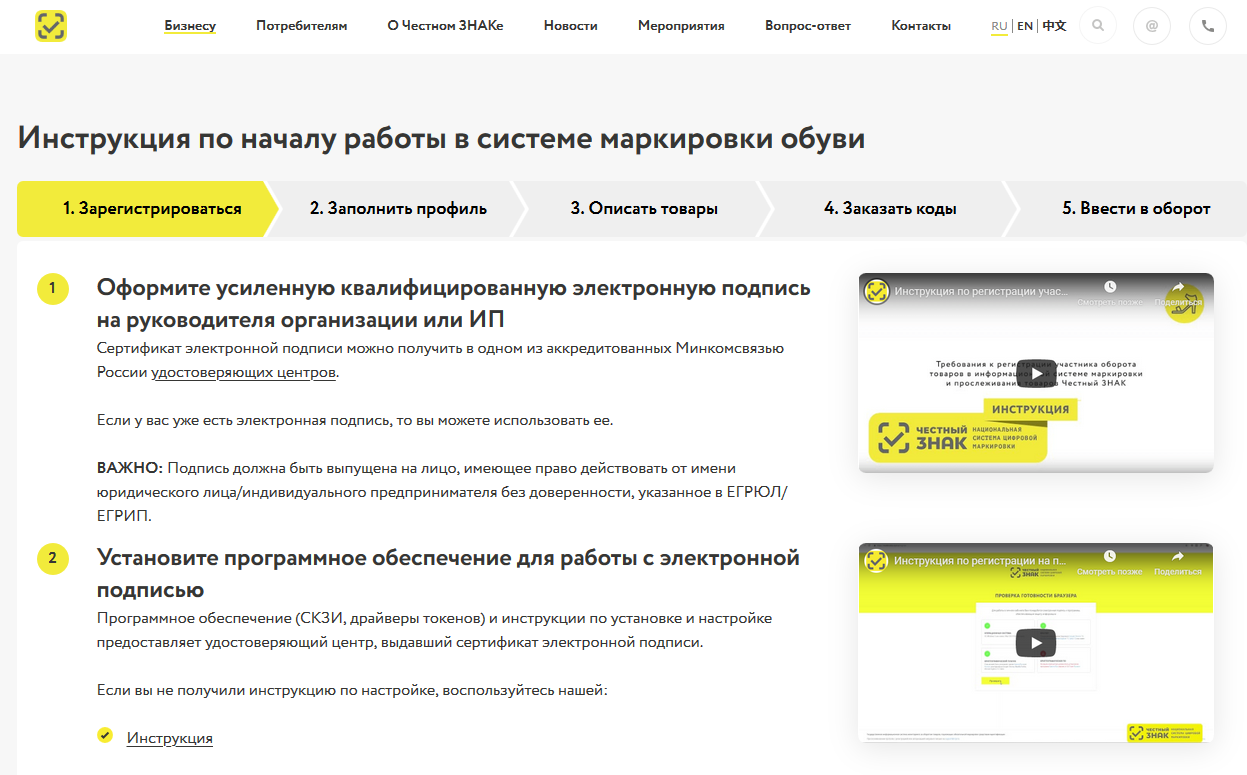 Бизнесу
Потребителям
О Честном ЗНАКе
Новости
Мероприятия
Вопрос-ответ
Контакты
RU | EN | 中文
@
Инструкция по началу работы в системе маркировки обуви
1. Зарегистрироваться
2. Заполнить профиль
3. Описать товары
4. Заказать коды
5. Ввести в оборот
1
Оформите усиленную квалифицированную электронную подпись
на руководителя организации или ИП
Сертификат электронной подписи можно получить в одном из аккредитованных Минкомсвязью
России удостоверяющих центров.
Если у вас уже есть электронная подпись, то вы можете использовать ее.
ВАЖНО: Подпись должна быть выпущена на лицо, имеющее право действовать от имени
юридического лица/индивидуального предпринимателя без доверенности, указанное в ЕГРЮЛ/
ЕГРИП.
Инструкция по регистрации учас...
Смотреть позже
Поделиться
Требования к регистрации участника оборота
товаров в информационной системе маркировки
и прослеживания товаров Честный ЗНАК
ИНСТРУКЦИЯ
ЧЕСТНЫЙ
ЗНАК
НАЦИОНАЛЬНАЯ
СИСТЕМА ЦИФРОВОЙ
МАРКИРОВКИ
2
Установите программное обеспечение для работы с электронной
подписью
Программное обеспечение (СКЗИ, драйверы токенов) и инструкции по установке и настройке
предоставляет удостоверяющий центр, выдавший сертификат электронной подписи.
Если вы не получили инструкцию по настройке, воспользуйтесь нашей:
Инструкция
Инструкция по регистрации на п...
Смотреть позже
Поделиться
ЧЕСТНЫЙ
ЗНАК
ПРОВЕРКА ГОТОВНОСТИ БРАУЗЕРА
ЧЕСТНЫЙ
ЗНАК